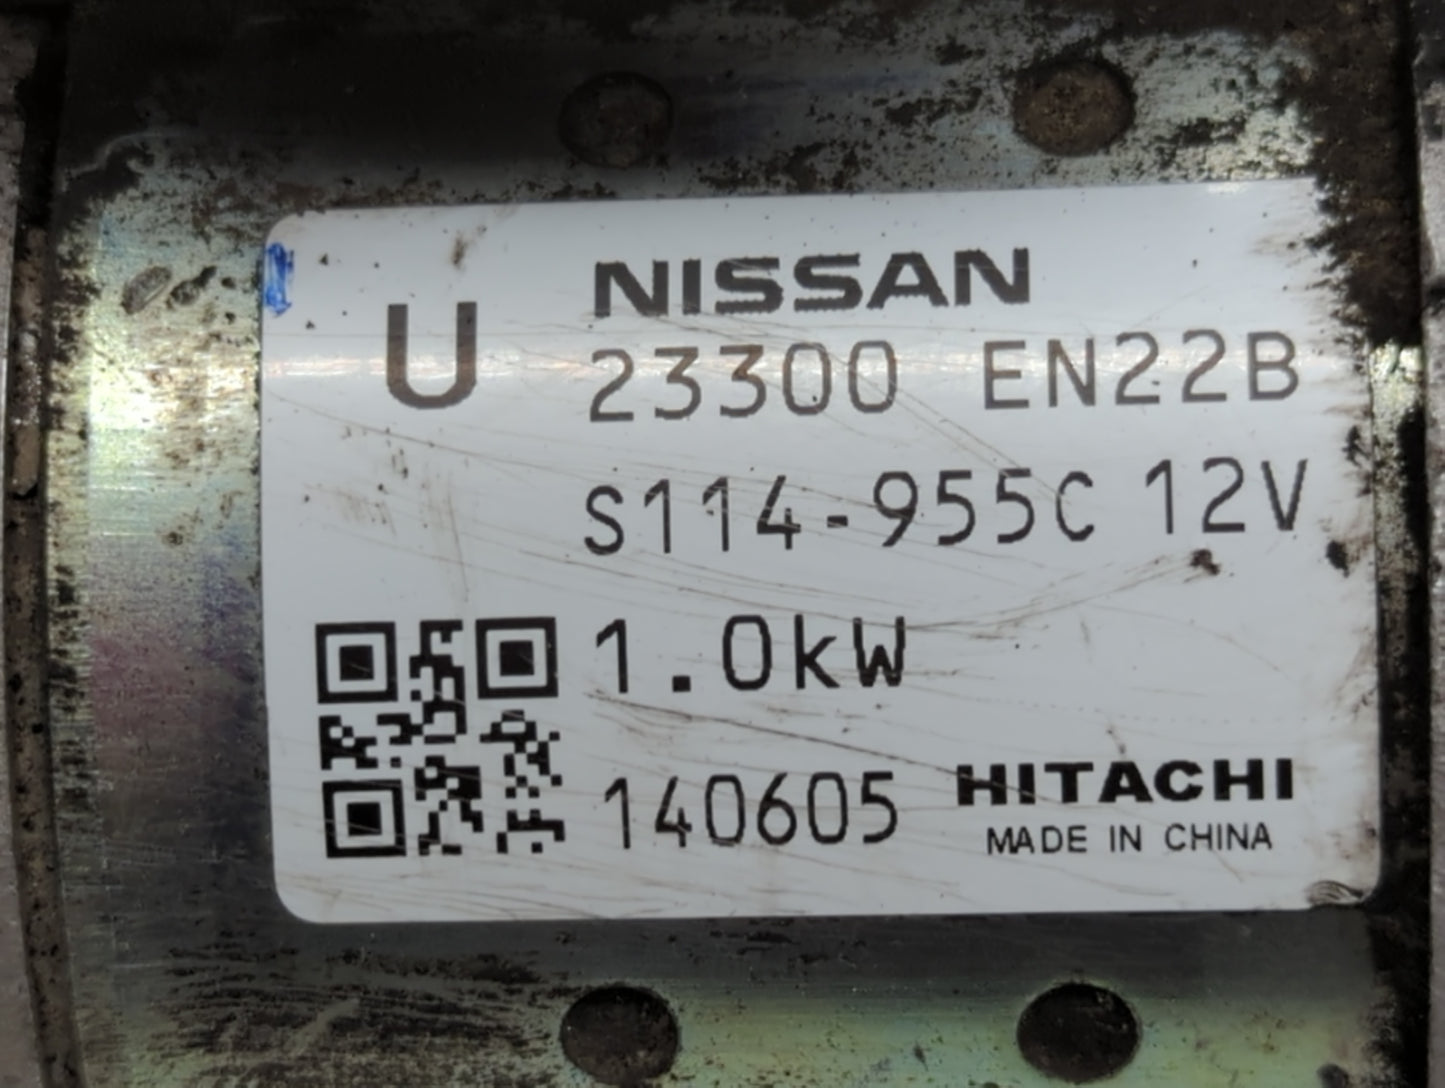 U
NISSAN
23300 EN22B
S114-955C 12V
1.0kW
140605
HITACHI
MADE IN CHINA